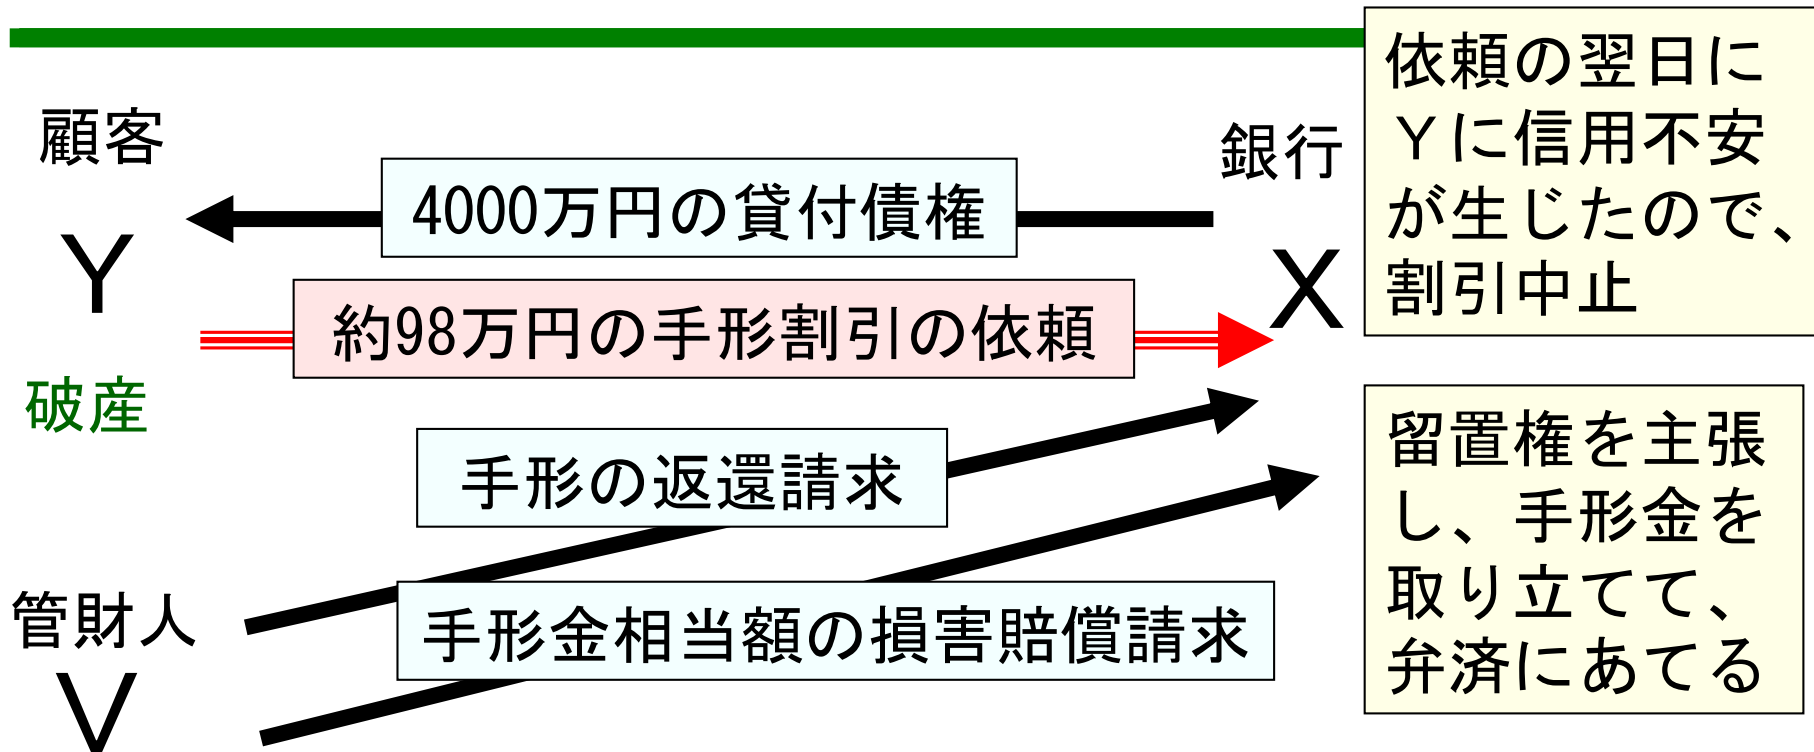 依頼の翌日に
Yに信用不安
が生じたので、
割引中止
顧客
銀行
4000万円の貸付債権
Y
X
約98万円の手形割引の依頼
破産
留置権を主張
し、手形金を
取り立てて、
弁済にあてる
手形の返還請求
管財人
手形金相当額の損害賠償請求
V